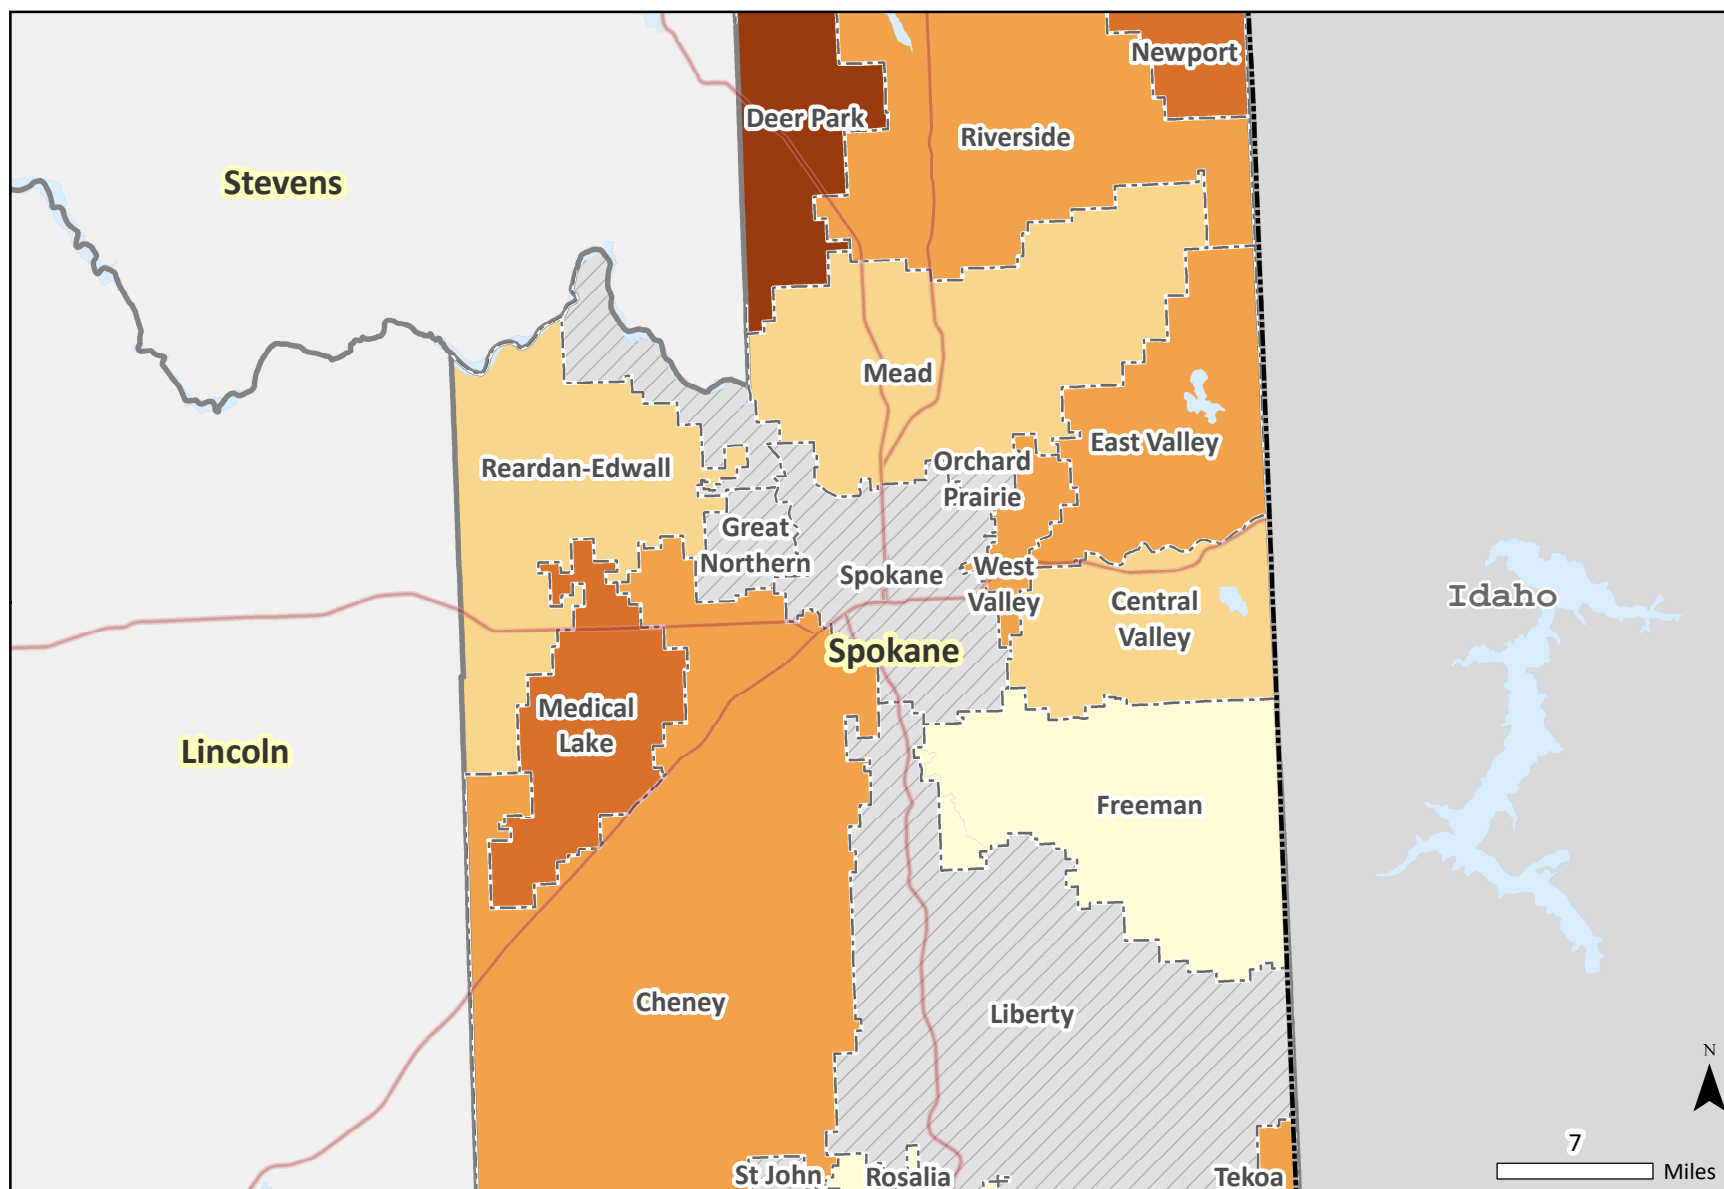 Newport
Deer Park
Riverside
Stevens
Mead
East Valley
Reardan-Edwall
Orchard
Prairie
Great
Northern
Spokane
West
Valley
Central
Valley
Idaho
Spokane
Medical
Lake
Lincoln
Freeman
Cheney
Liberty
N
7
Miles
St John
Rosalia
Tekoa